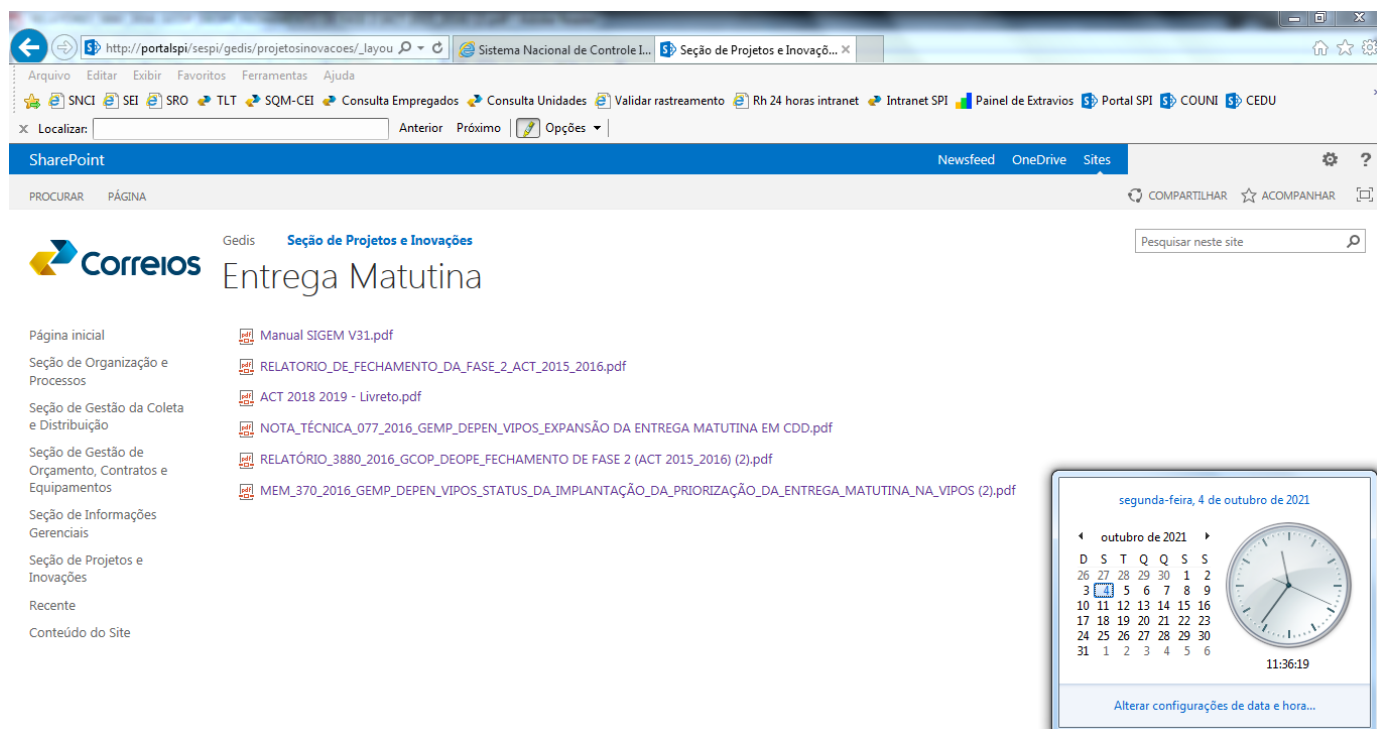 http://portalspi/sespi/gedis/projetosinovacoes/_layou
Sistema Nacional de Controle I...
Seção de Projetos e Inovaçõ...
Arquivo Editar Exibir Favoritos Ferramentas Ajuda
SNCI SEI SRO TLT SQM-CEI Consulta Empregados Consulta Unidades Validar rastreamento Rh 24 horas intranet Intranet SPI Painel de Extravios Portal SPI COUNI CEDU
x Localizar: Anterior Próximo Opções
SharePoint Newsfeed OneDrive Sites ?
PROCURAR PÁGINA COMPARTILHAR ACOMPANHAR
Correios
Gedis Seção de Projetos e Inovações
Pesquisar neste site
Entrega Matutina
Página inicial
Seção de Organização e
Processos
Seção de Gestão da Coleta
e Distribuição
Seção de Gestão de
Orçamento, Contratos e
Equipamentos
Seção de Informações
Gerenciais
Seção de Projetos e
Inovações
Recente
Conteúdo do Site
Manual SIGEM V31.pdf
RELATORIO_DE_FECHAMENTO_DA_FASE_2_ACT_2015_2016.pdf
ACT 2018 2019 - Livreto.pdf
NOTA_TÉCNICA_077_2016_GEMP_DEPEN_VIPOS_EXPANSÃO DA ENTREGA MATUTINA EM CDD.pdf
RELATÓRIO_3880_2016_GCOP_DEOPE_FECHAMENTO DE FASE 2 (ACT 2015_2016) (2).pdf
MEM_370_2016_GEMP_DEPEN_VIPOS_STATUS_DA_IMPLANTAÇÃO_DA_PRIORIZAÇÃO_DA_ENTREGA_MATUTINA_NA_VIPOS (2).pdf
segunda-feira, 4 de outubro de 2021
outubro de 2021
D S T Q Q S S
26 27 28 29 30 1 2
3 4 5 6 7 8 9
10 11 12 13 14 15 16
17 18 19 20 21 22 23
24 25 26 27 28 29 30
31 1 2 3 4 5 6
11:36:19
Alterar configurações de data e hora...